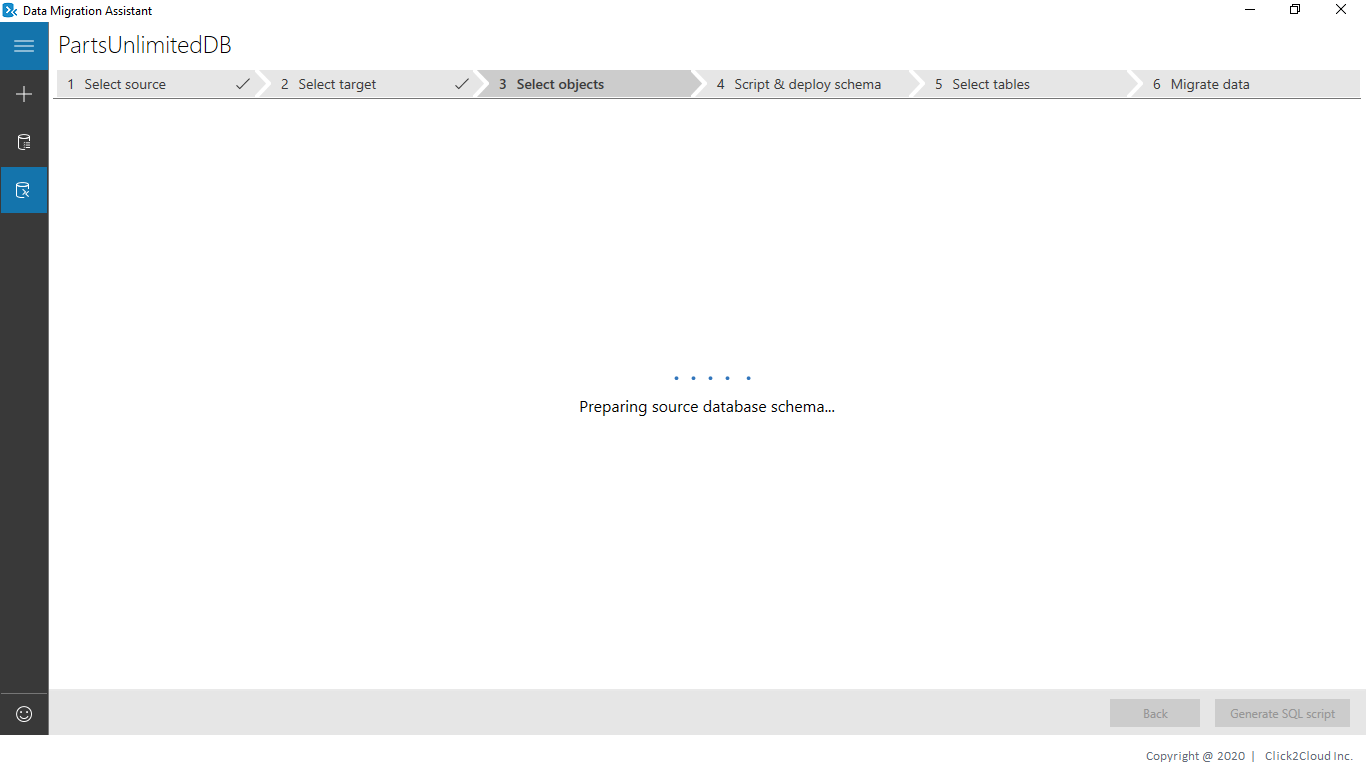 Data Migration Assistant
PartsUnlimitedDB
1 Select source 2 Select target 3 Select objects 4 Script & deploy schema 5 Select tables 6 Migrate data
Preparing source database schema...
Back Generate SQL script
Copyright @ 2020 | Click2Cloud Inc.